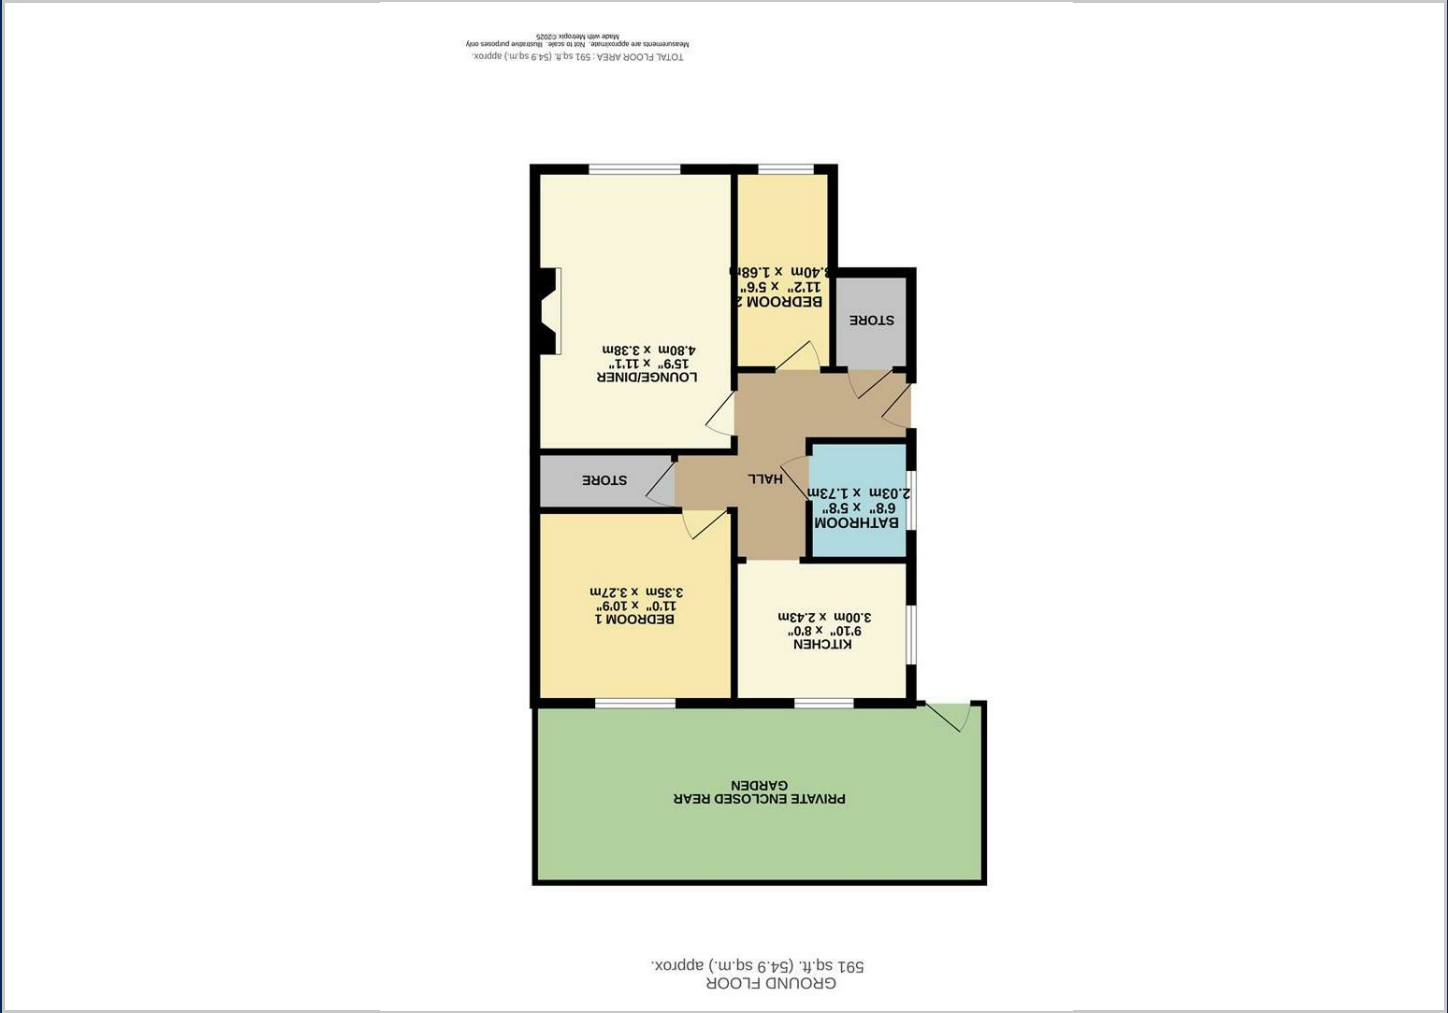 GROUND FLOOR
591 sq.ft. (54.9 sq.m.) approx.
PRIVATE ENCLOSED REAR
GARDEN
KITCHEN
9'10" x 8'0"
3.00m x 2.43m
BEDROOM 1
11'0" x 10'9"
3.35m x 3.27m
BATHROOM
6'8" x 5'8"
2.03m x 1.73m
HALL
STORE
LOUNGE/DINER
15'9" x 11'1"
4.80m x 3.38m
STORE
BEDROOM 2
11'2" x 5'6"
3.40m x 1.68m
TOTAL FLOOR AREA : 591 sq.ft. (54.9 sq.m.) approx.
Measurements are approximate. Not to scale. Illustrative purposes only
Made with Metropix ©2025